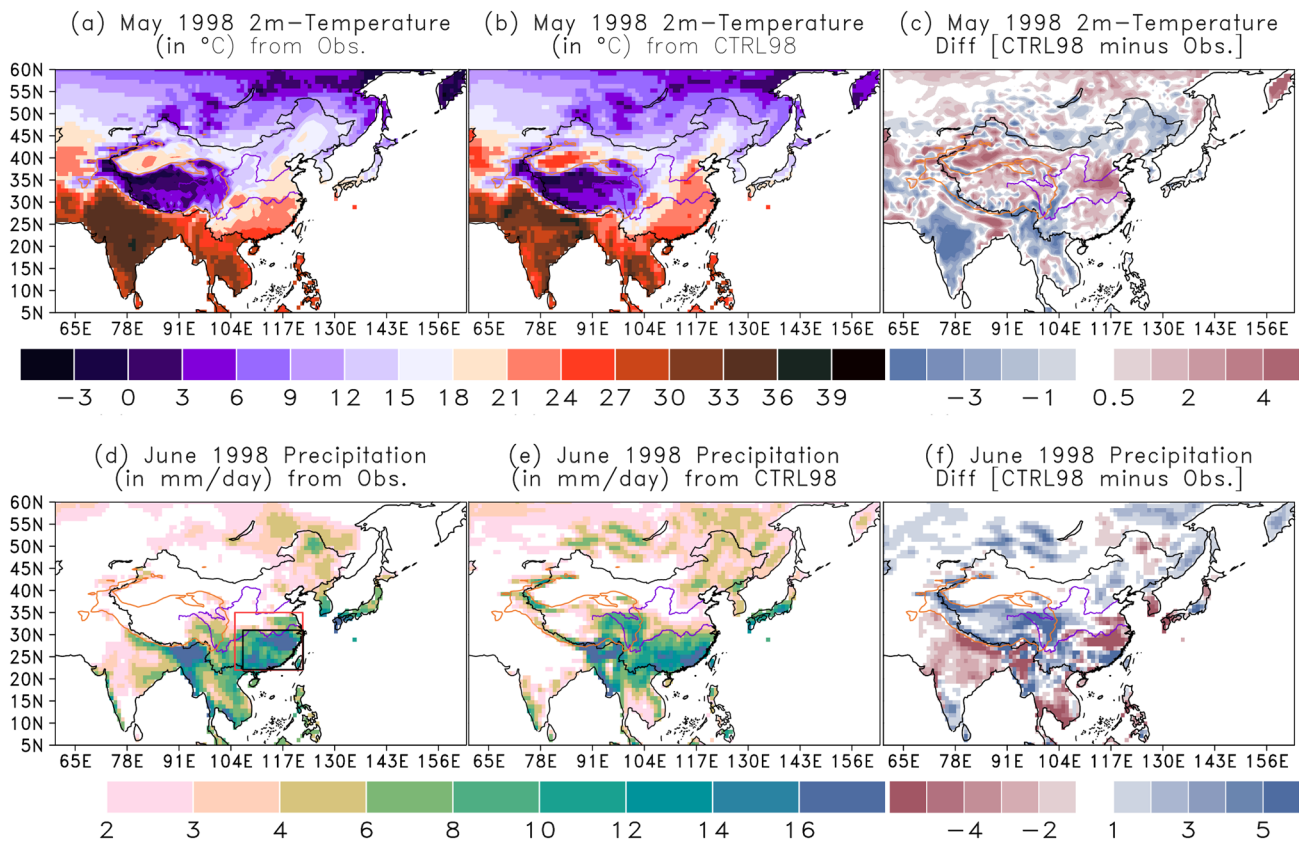 (a) May 1998 2m-Temperature
(in °C) from Obs.
(b) May 1998 2m-Temperature
(in °C) from CTRL98
(c) May 1998 2m-Temperature
Diff [CTRL98 minus Obs.]
60N
55N
50N
45N
40N
35N
30N
25N
20N
15N
10N
5N
65E 78E 91E 104E 117E 130E 143E 156E
65E 78E 91E 104E 117E 130E 143E 156E
65E 78E 91E 104E 117E 130E 143E 156E
−3 0 3 6 9 12 15 18 21 24 27 30 33 36 39
−3 −1 0.5 2 4
(d) June 1998 Precipitation
(in mm/day) from Obs.
(e) June 1998 Precipitation
(in mm/day) from CTRL98
(f) June 1998 Precipitation
Diff [CTRL98 minus Obs.]
60N
55N
50N
45N
40N
35N
30N
25N
20N
15N
10N
5N
65E 78E 91E 104E 117E 130E 143E 156E
65E 78E 91E 104E 117E 130E 143E 156E
65E 78E 91E 104E 117E 130E 143E 156E
2 3 4 6 8 10 12 14 16
−4 −2 1 3 5